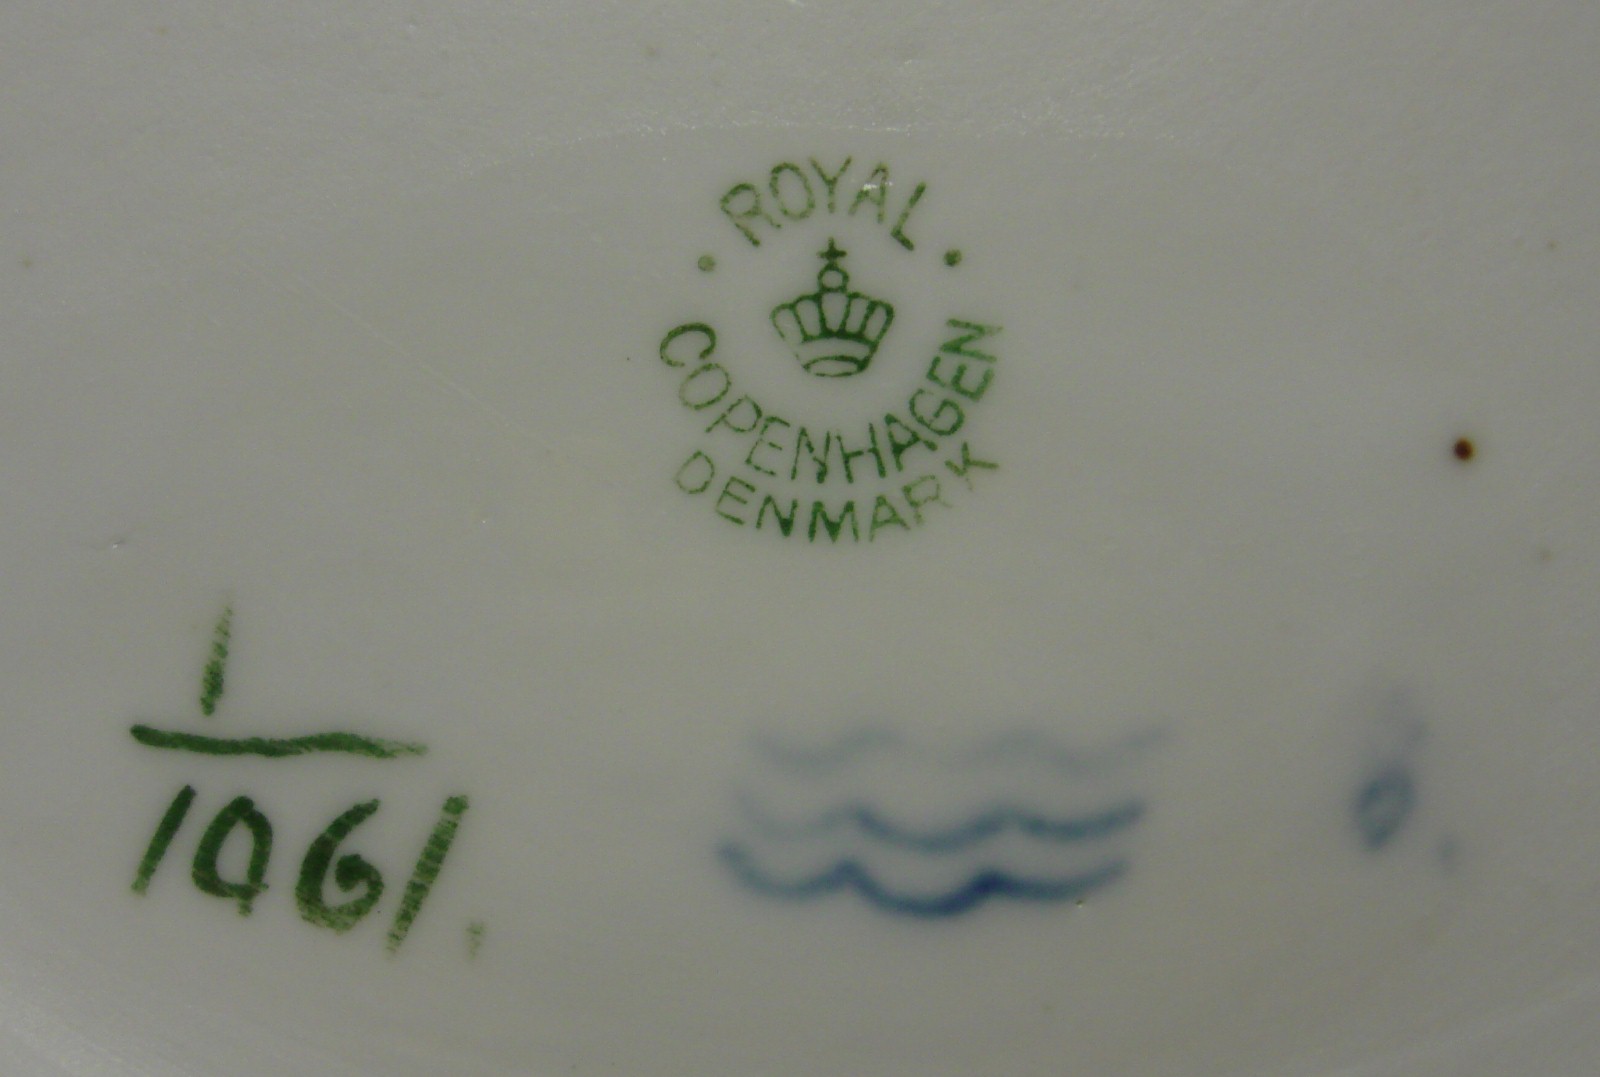 · ROYAL ·
COPENHAGEN
DENMARK
1
1061.